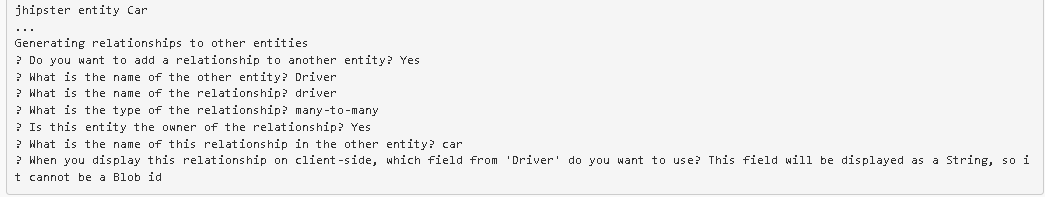 jhipster entity Car
...
Generating relationships to other entities
? Do you want to add a relationship to another entity? Yes
? What is the name of the other entity? Driver
? What is the name of the relationship? driver
? What is the type of the relationship? many-to-many
? Is this entity the owner of the relationship? Yes
? What is the name of this relationship in the other entity? car
? When you display this relationship on client-side, which field from 'Driver' do you want to use? This field will be displayed as a String, so i
t cannot be a Blob id